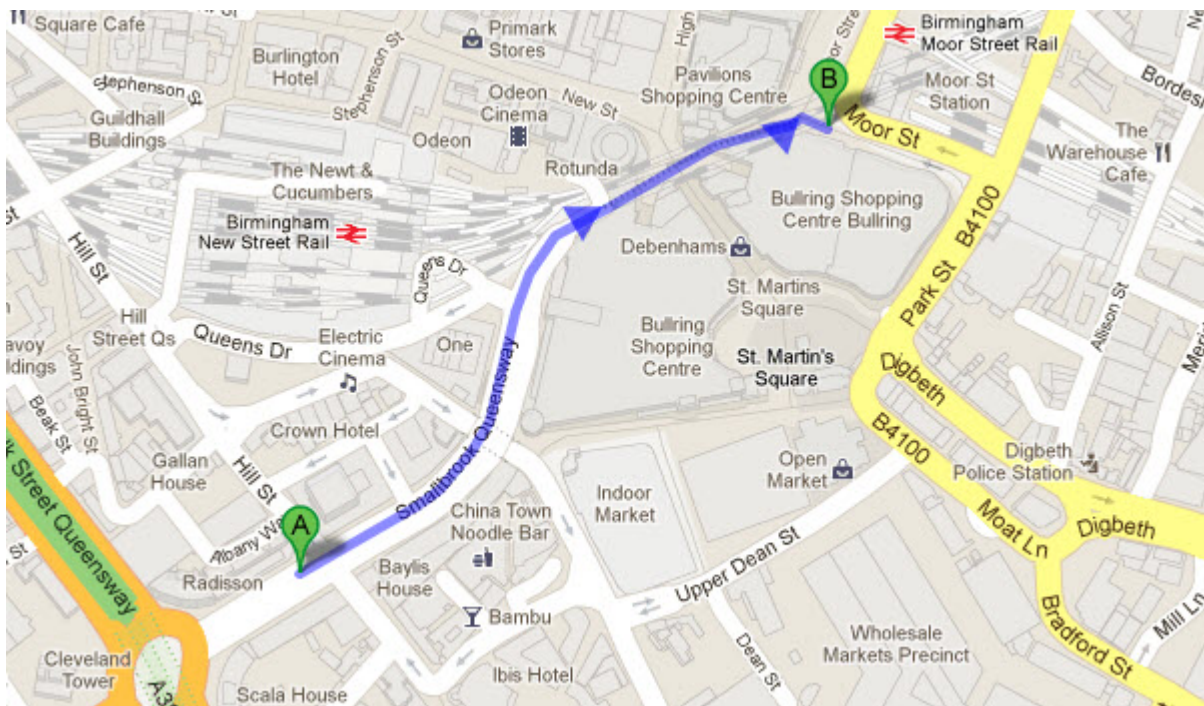 Square Cafe
Stephenson St
Burlington
Hotel
Stephenson St
Primark
Stores
High
Moor Stre
Birmingham
Moor Street Rail
Pavilions
Shopping Centre
B
Moor St
Station
Guildhall
Buildings
Odeon
Cinema
New St
Odeon
Moor St
The
Warehouse
Cafe
The Newt &
Cucumbers
Rotunda
St
Birmingham
New Street Rail
Bullring Shopping
Centre Bullring
B4100
Hill St
Debenhams
Queens Dr
St. Martins
Square
Park St
Allison St
Hill
Street Qs
Queens Dr
Electric
Cinema
One
Bullring
Shopping
Centre
St. Martin's
Square
John Bright St
Beak St
Digbeth
Smallbrook Queensway
Crown Hotel
B4100
Gallan
House
Hill St
Open
Market
Digbeth
Police Station
Indoor
Market
China Town
Noodle Bar
A
Street Queensway
Albany Wa
Moat Ln
Digbeth
Radisson
Baylis
House
Upper Dean St
Bambu
Bradford St
Mill Ln
Cleveland
Tower
Dean St
Wholesale
Markets Precinct
Ibis Hotel
Scala House